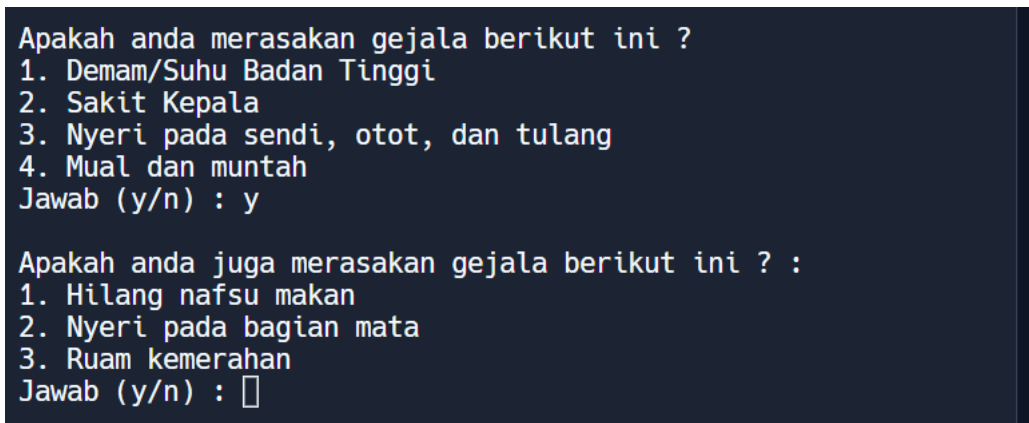 Apakah anda merasakan gejala berikut ini ?
1. Demam/Suhu Badan Tinggi
2. Sakit Kepala
3. Nyeri pada sendi, otot, dan tulang
4. Mual dan muntah
Jawab (y/n) : y
Apakah anda juga merasakan gejala berikut ini ? :
1. Hilang nafsu makan
2. Nyeri pada bagian mata
3. Ruam kemerahan
Jawab (y/n) :